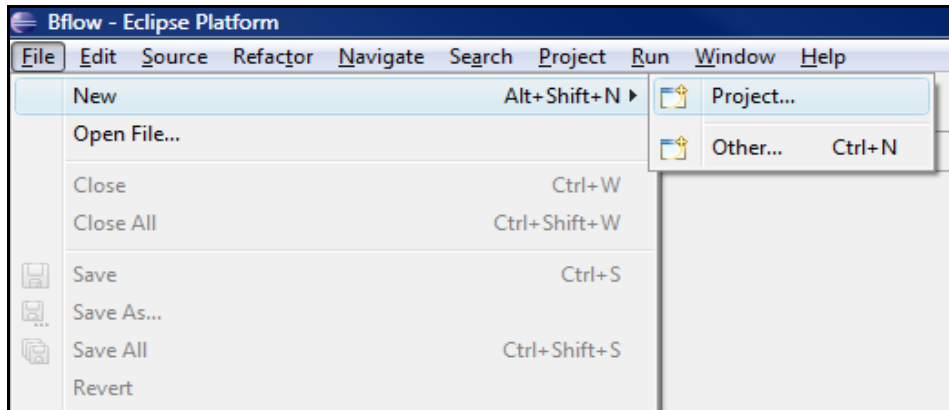 Bflow - Eclipse Platform
File Edit Source Refactor Navigate Search Project Run Window Help
New Alt+Shift+N
Project...
Open File...
Other... Ctrl+N
Close Ctrl+W
Close All Ctrl+Shift+W
Save Ctrl+S
Save As...
Save All Ctrl+Shift+S
Revert